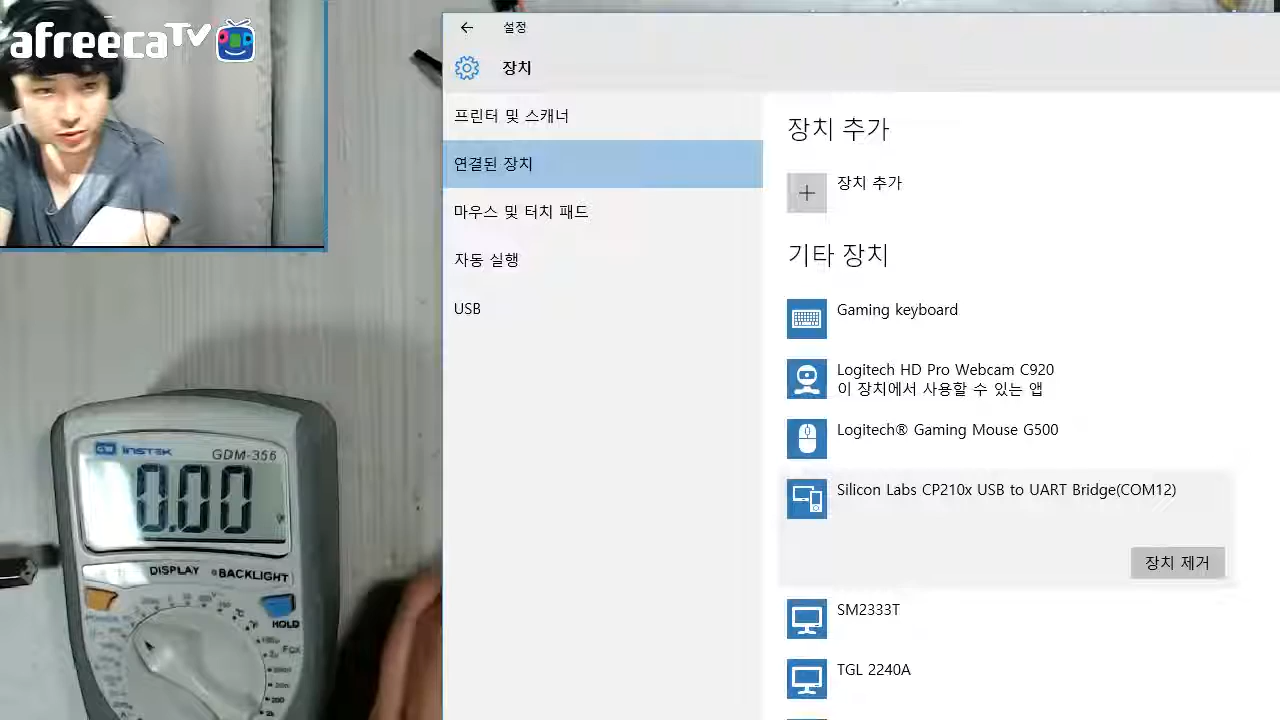 afreecaTV
설정
장치
프린터 및 스캐너
연결된 장치
마우스 및 터치 패드
자동 실행
USB
장치 추가
장치 추가
기타 장치
Gaming keyboard
Logitech HD Pro Webcam C920
이 장치에서 사용할 수 있는 앱
Logitech® Gaming Mouse G500
Silicon Labs CP210x USB to UART Bridge(COM12)
장치 제거
SM2333T
TGL 2240A
GW INSTEK
GDM-356
0.00
DISPLAY
BACKLIGHT
HOLD